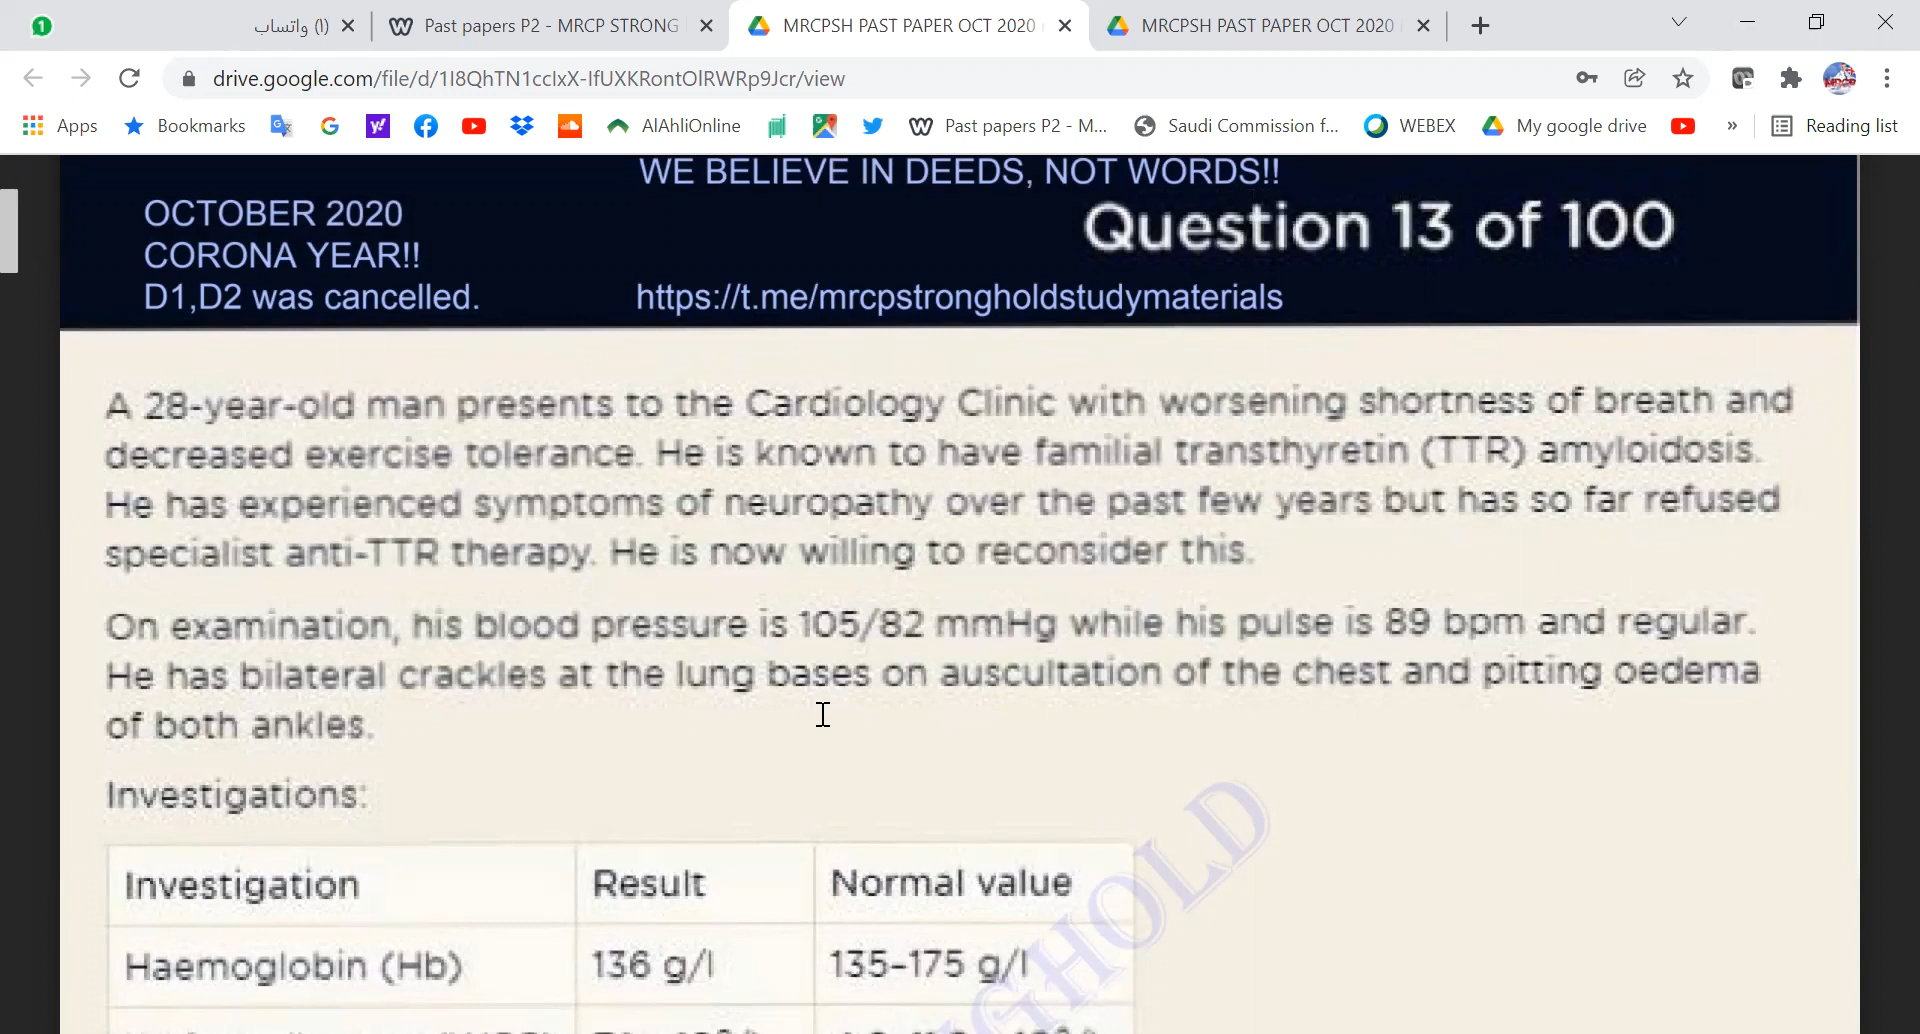 1
(۱) واتساب
Past papers P2 - MRCP STRONG
MRCPSH PAST PAPER OCT 2020
MRCPSH PAST PAPER OCT 2020
drive.google.com/file/d/1I8QhTN1cclxX-IfUXKRontOlRWRp9Jcr/view
Apps Bookmarks AlAhliOnline Past papers P2 - M... Saudi Commission f... WEBEX My google drive » Reading list
WE BELIEVE IN DEEDS, NOT WORDS!!
OCTOBER 2020
CORONA YEAR!!
D1,D2 was cancelled.
Question 13 of 100
https://t.me/mrcpstrongholdstudymaterials
A 28-year-old man presents to the Cardiology Clinic with worsening shortness of breath and
decreased exercise tolerance. He is known to have familial transthyretin (TTR) amyloidosis.
He has experienced symptoms of neuropathy over the past few years but has so far refused
specialist anti-TTR therapy. He is now willing to reconsider this.
On examination, his blood pressure is 105/82 mmHg while his pulse is 89 bpm and regular.
He has bilateral crackles at the lung bases on auscultation of the chest and pitting oedema
of both ankles.
Investigations:
Investigation Result Normal value
Haemoglobin (Hb) 136 g/l 135–175 g/l
GHOLD